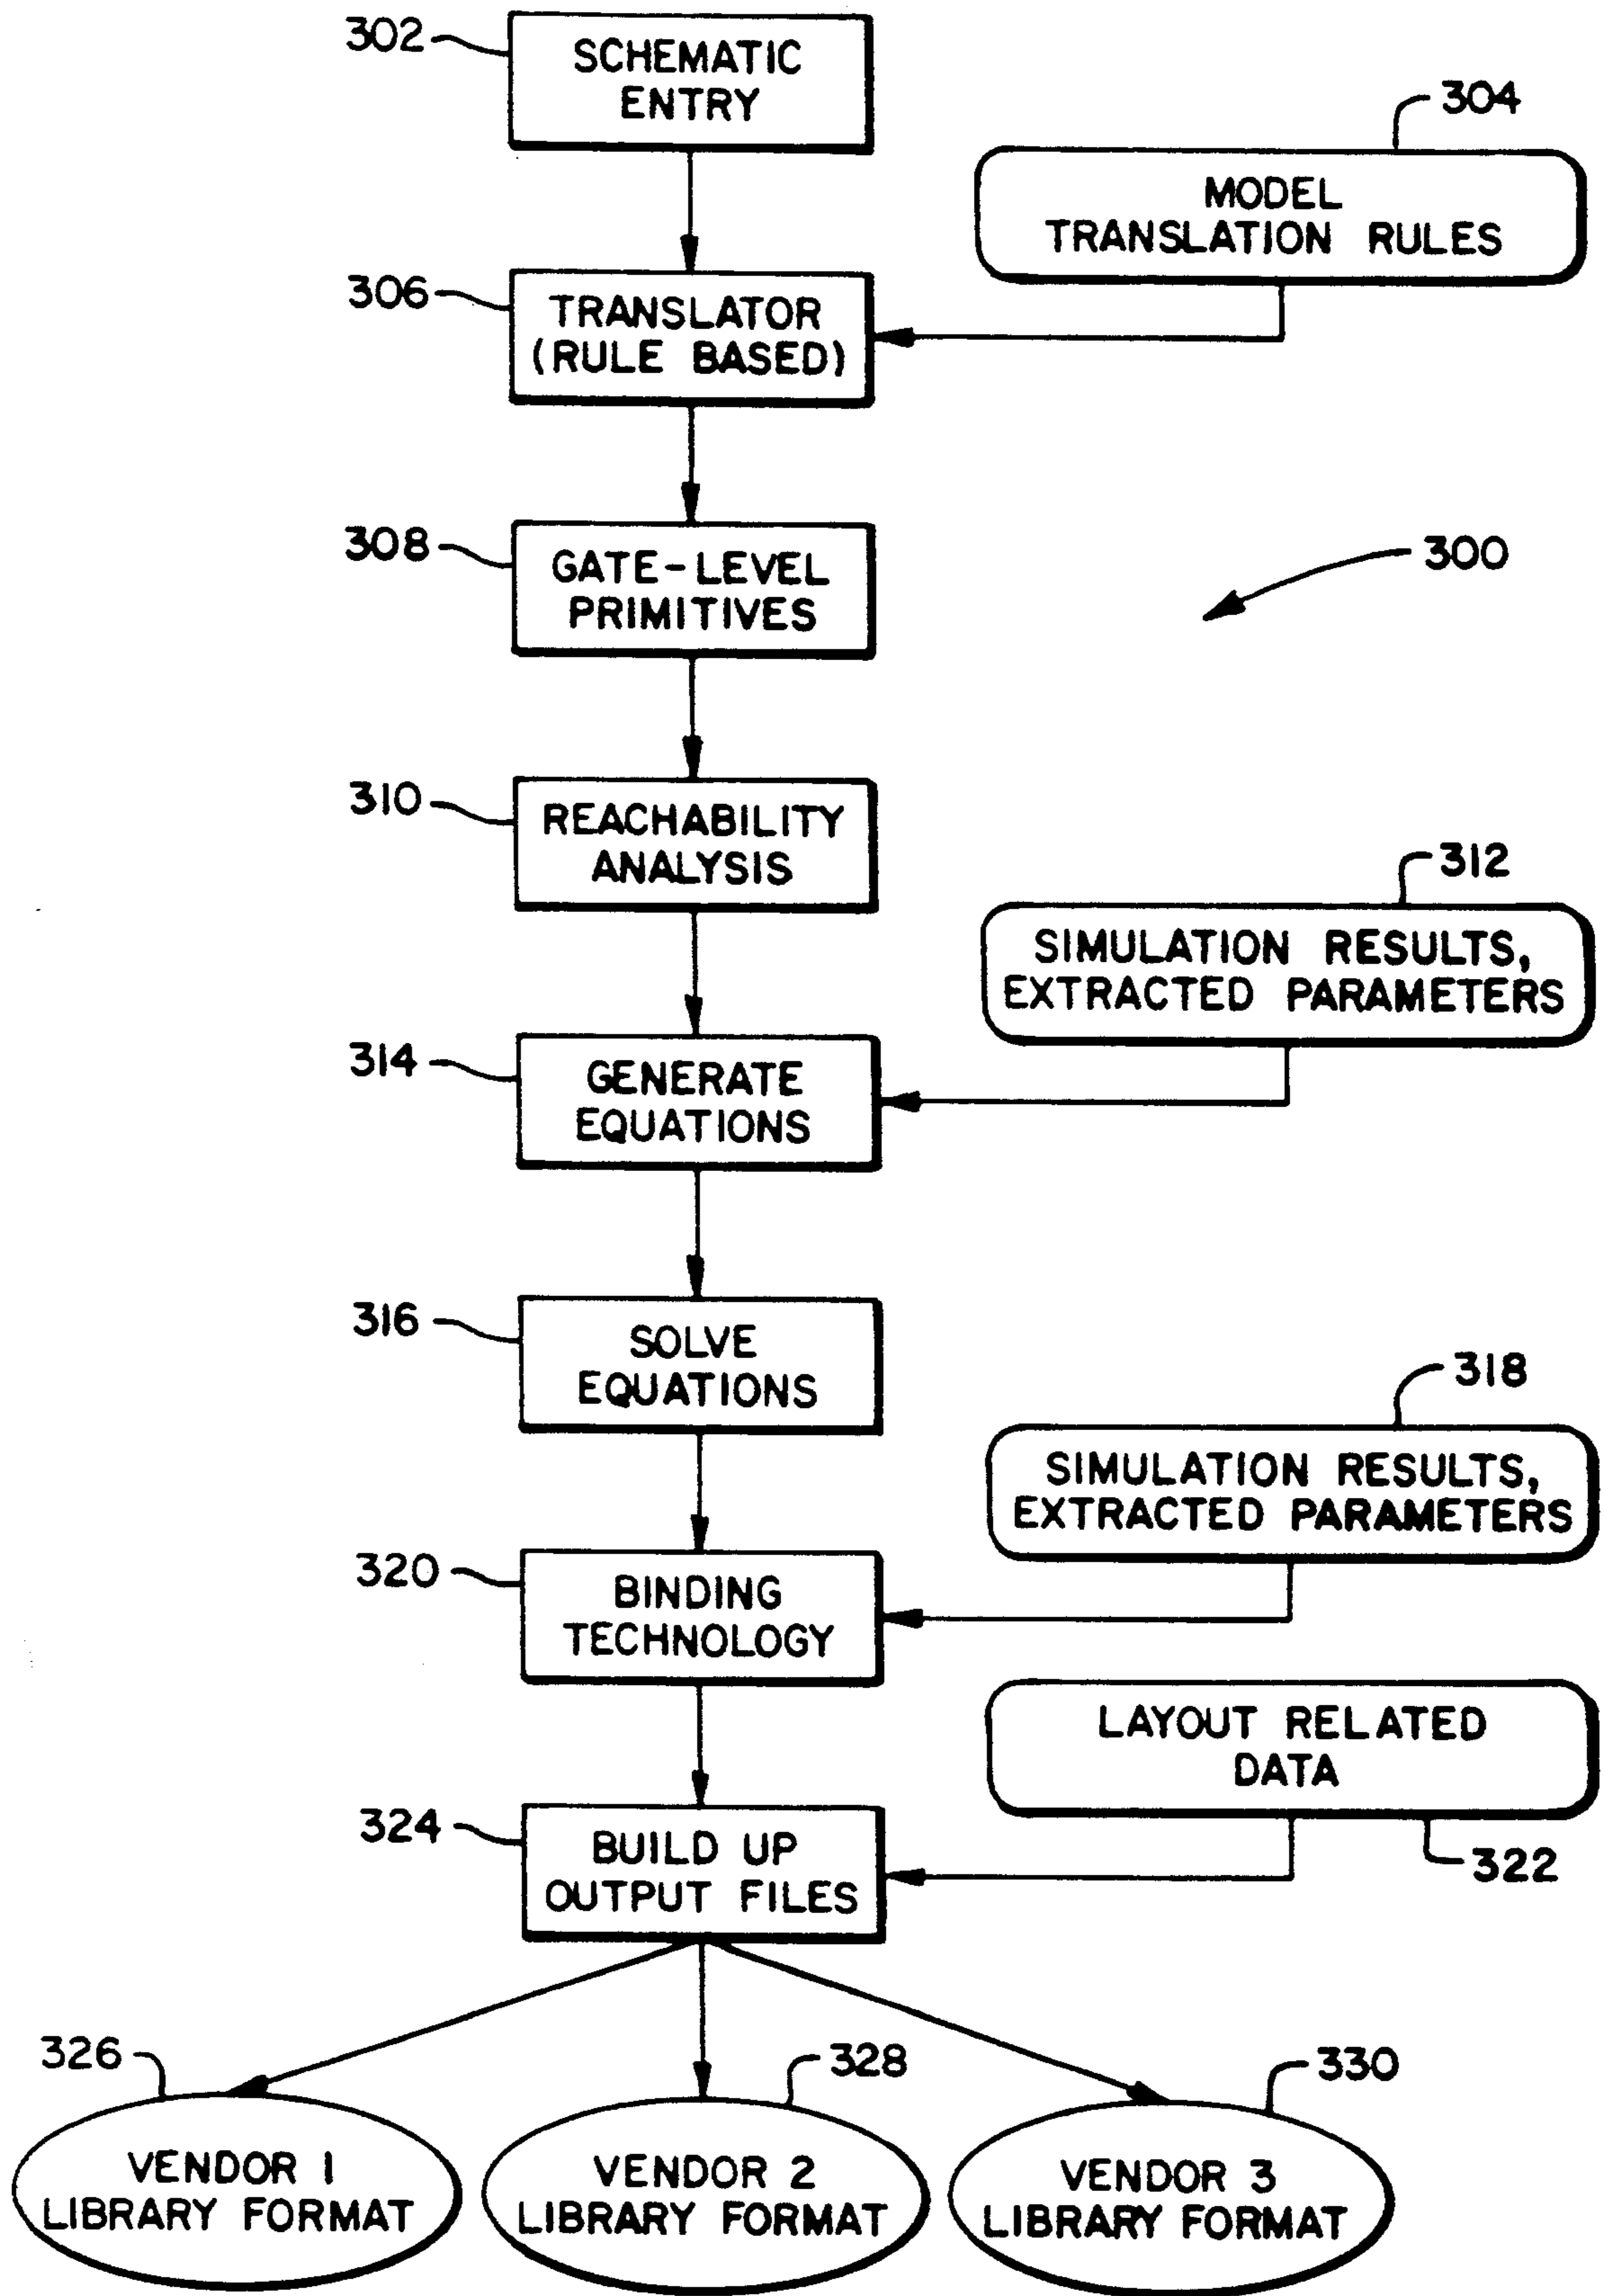 302
SCHEMATIC
ENTRY
304
MODEL
TRANSLATION RULES
306
TRANSLATOR
(RULE BASED)
308
GATE-LEVEL
PRIMITIVES
300
310
REACHABILITY
ANALYSIS
312
SIMULATION RESULTS,
EXTRACTED PARAMETERS
314
GENERATE
EQUATIONS
316
SOLVE
EQUATIONS
318
SIMULATION RESULTS,
EXTRACTED PARAMETERS
320
BINDING
TECHNOLOGY
LAYOUT RELATED
DATA
322
324
BUILD UP
OUTPUT FILES
326
VENDOR 1
LIBRARY FORMAT
328
VENDOR 2
LIBRARY FORMAT
330
VENDOR 3
LIBRARY FORMAT